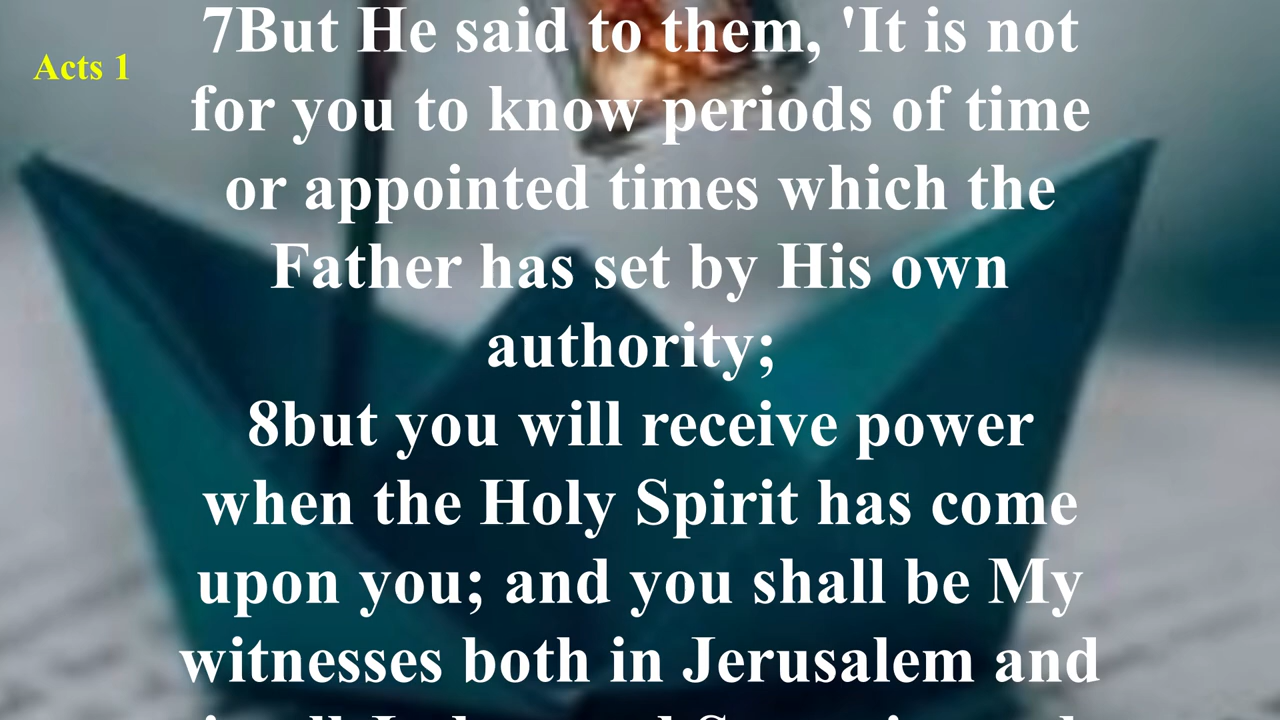 Acts 1
7But He said to them, 'It is not
for you to know periods of time
or appointed times which the
Father has set by His own
authority;
8but you will receive power
when the Holy Spirit has come
upon you; and you shall be My
witnesses both in Jerusalem and